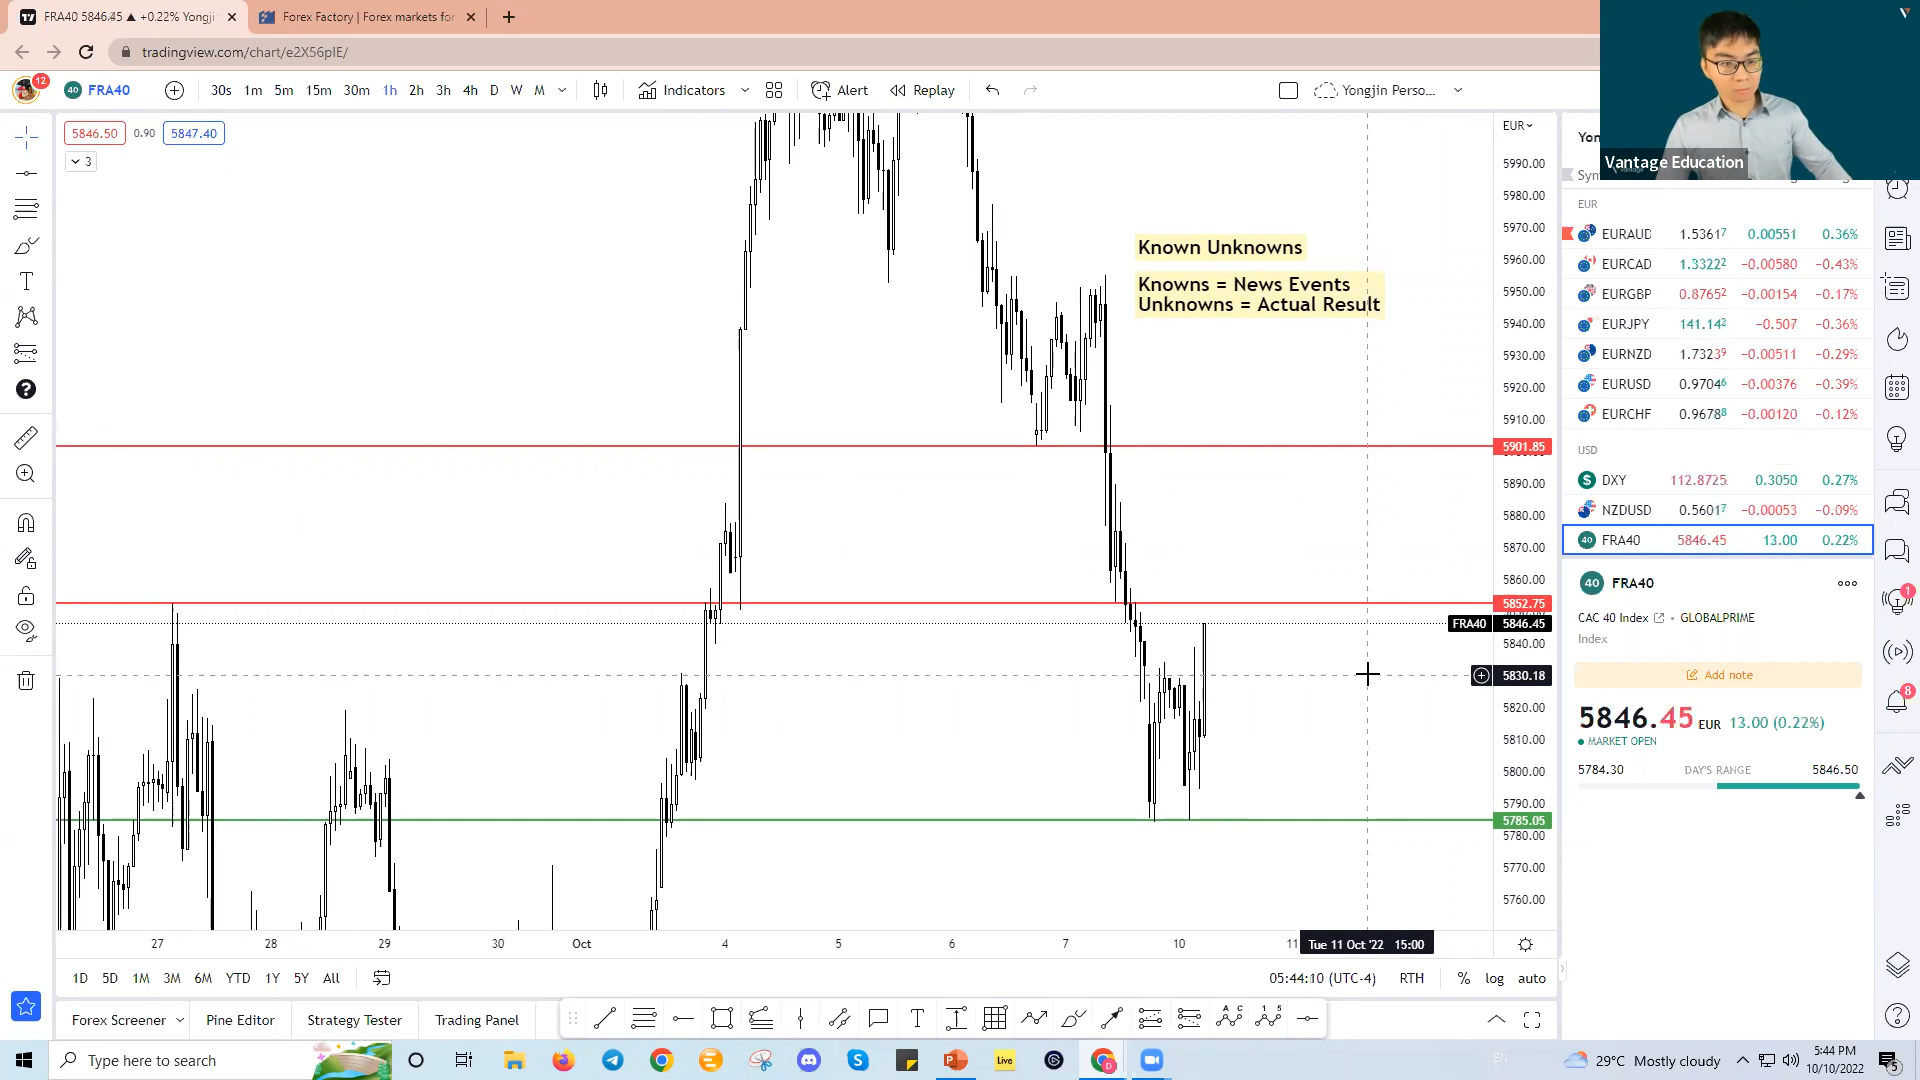 FRA40 5846.45 ▲ +0.22% Yongji
Forex Factory | Forex markets for
tradingview.com/chart/e2X56pIE/
12
40 FRA40
30s 1m 5m 15m 30m 1h 2h 3h 4h D W M
Indicators
Alert
Replay
Yongjin Perso...
5846.50 0.90 5847.40
3
EUR
5990.00
5980.00
5970.00
5960.00
5950.00
5940.00
5930.00
5920.00
5910.00
5901.85
5890.00
5880.00
5870.00
5860.00
5852.75
FRA40 5846.45
5840.00
5830.18
5820.00
5810.00
5800.00
5790.00
5785.05
5780.00
5770.00
5760.00
Known Unknowns
Knowns = News Events
Unknowns = Actual Result
27 28 29 30 Oct 4 5 6 7 10 11
Tue 11 Oct '22 15:00
1D 5D 1M 3M 6M YTD 1Y 5Y All
05:44:10 (UTC-4) RTH % log auto
Forex Screener
Pine Editor
Strategy Tester
Trading Panel
Vantage Education
Yon
Sym
EUR
EURAUD 1.53617 0.00551 0.36%
EURCAD 1.33222 −0.00580 −0.43%
EURGBP 0.87652 −0.00154 −0.17%
EURJPY 141.142 −0.507 −0.36%
EURNZD 1.73239 −0.00511 −0.29%
EURUSD 0.97046 −0.00376 −0.39%
EURCHF 0.96788 −0.00120 −0.12%
USD
DXY 112.8725 0.3050 0.27%
NZDUSD 0.56017 −0.00053 −0.09%
40 FRA40 5846.45 13.00 0.22%
40 FRA40
CAC 40 Index • GLOBALPRIME
Index
Add note
5846.45 EUR 13.00 (0.22%)
MARKET OPEN
5784.30 DAY'S RANGE 5846.50
1
8
Type here to search
Live
29°C Mostly cloudy
5:44 PM
10/10/2022
5